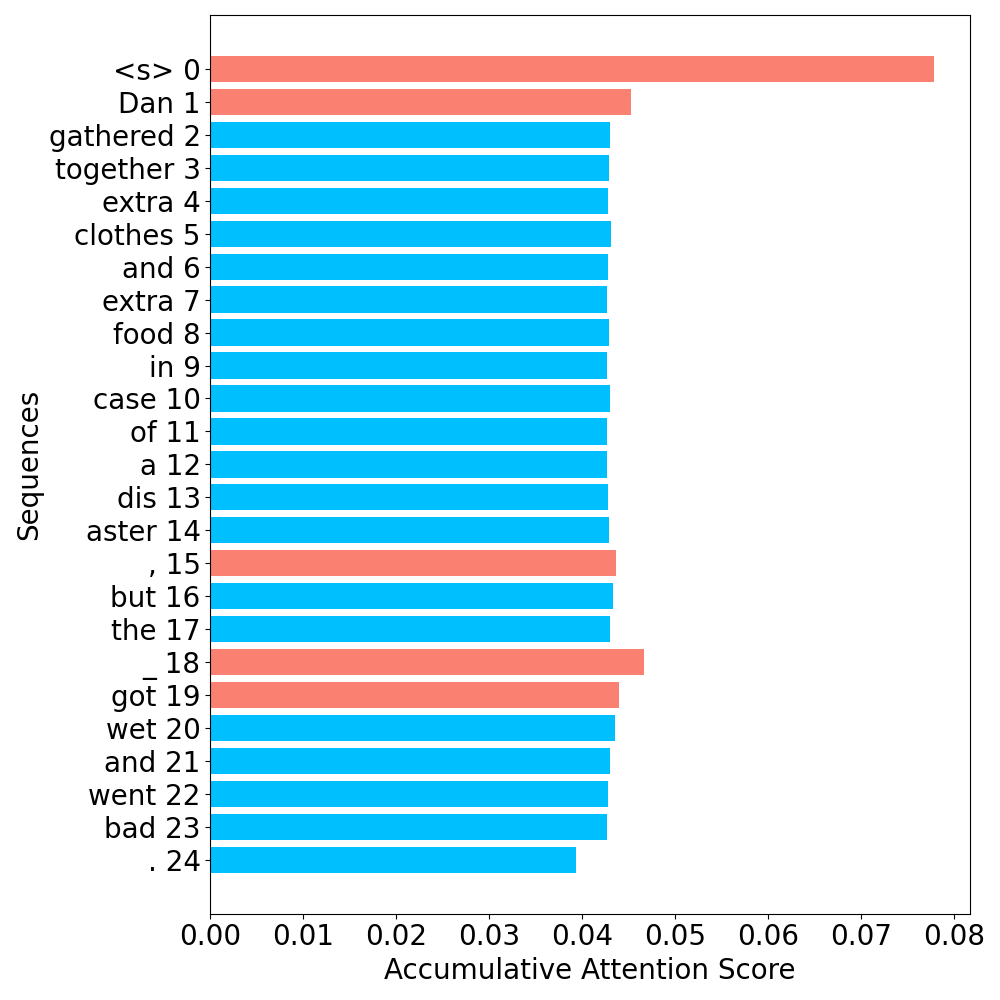 <s> 0
Dan 1
gathered 2
together 3
extra 4
clothes 5
and 6
extra 7
food 8
in 9
case 10
of 11
a 12
dis 13
aster 14
, 15
but 16
the 17
_ 18
got 19
wet 20
and 21
went 22
bad 23
. 24
Sequences
0.00 0.01 0.02 0.03 0.04 0.05 0.06 0.07 0.08
Accumulative Attention Score